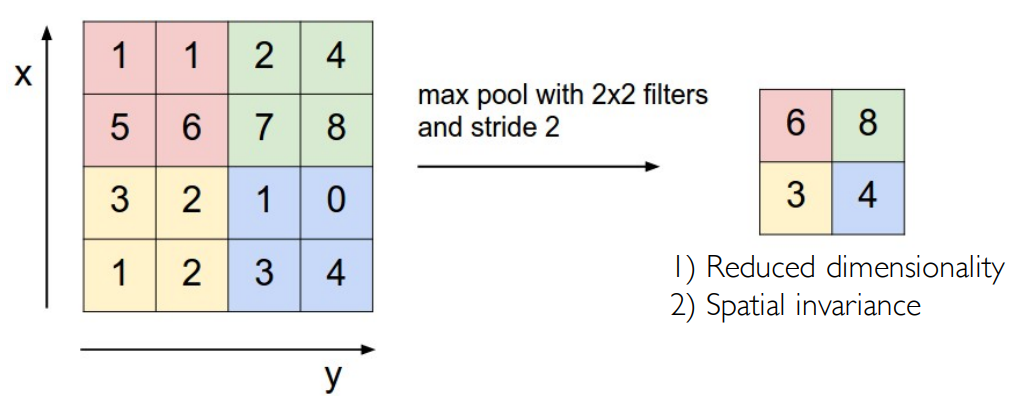 x
1 1 2 4
5 6 7 8
3 2 1 0
1 2 3 4
y
max pool with 2x2 filters
and stride 2
6 8
3 4
1) Reduced dimensionality
2) Spatial invariance